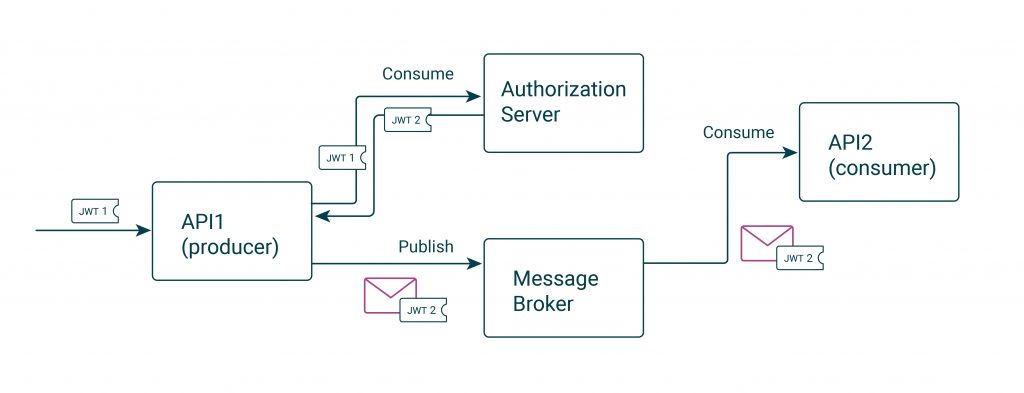 Consume
Authorization
Server
JWT 2
Consume
API2
(consumer)
JWT 1
JWT 1
API1
(producer)
Publish
Message
Broker
JWT 2
JWT 2